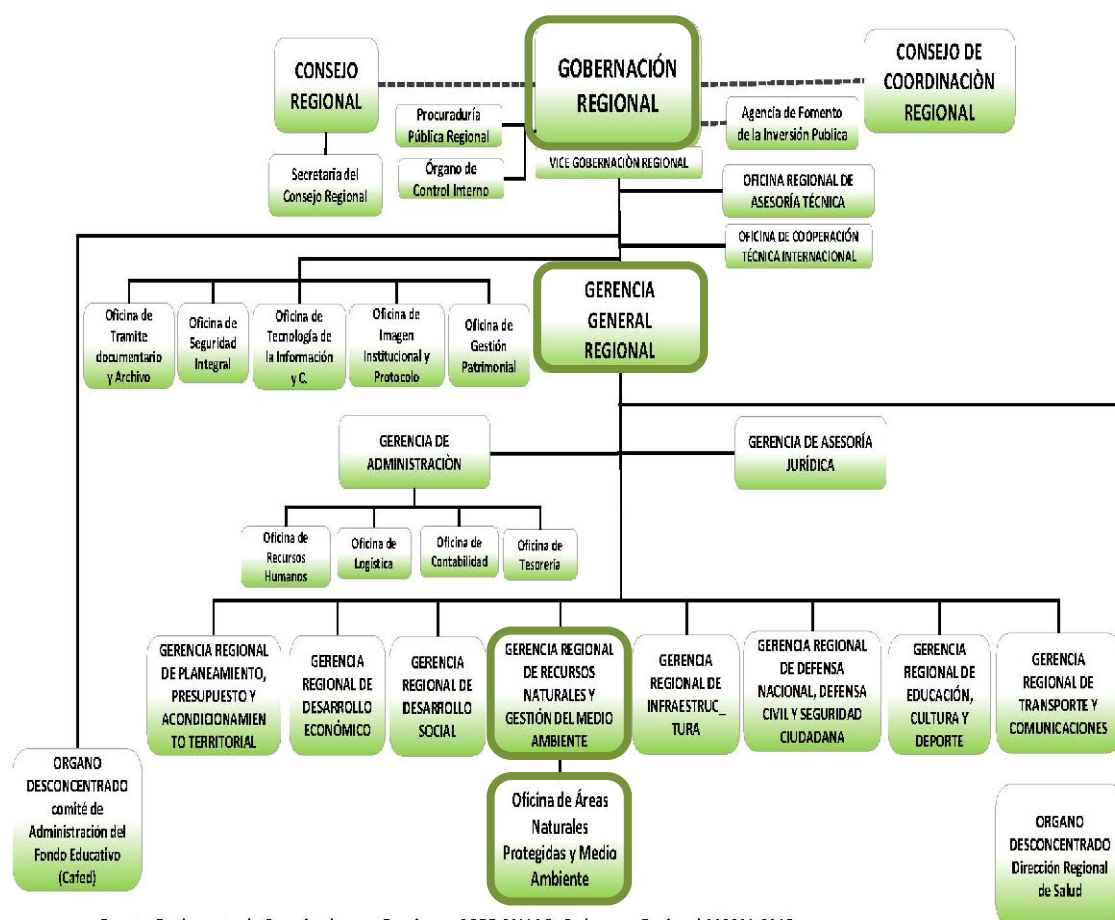 CONSEJO
REGIONAL
GOBERNACIÓN
REGIONAL
CONSEJO DE
COORDINACIÒN
REGIONAL
Procuraduría
Pública Regional
Agencia de Fomento
de la Inversión Publica
Órgano de
Control Interno
VICE GOBERNACIÒN REGIONAL
Secretaria del
Consejo Regional
OFICINA REGIONAL DE
ASESORÍA TÉCNICA
OFICINA DE COOPERACIÓN
TÉCNICA INTERNACIONAL
GERENCIA
GENERAL
REGIONAL
Oficina de
Tramite
documentario
y Archivo
Oficina de
Seguridad
Integral
Oficina de
Tecnología de
la Información
y C.
Oficina de
Imagen
Institucional y
Protocolo
Oficina de
Gestión
Patrimonial
GERENCIA DE
ADMINISTRACIÒN
GERENCIA DE ASESORÍA
JURÍDICA
Oficina de
Recursos
Humanos
Oficina de
Logística
Oficina de
Contabilidad
Oficina de
Tesorería
GERENCIA REGIONAL
DE PLANEAMIENTO,
PRESUPUESTO Y
ACONDICIONAMIEN
TO TERRITORIAL
GERENCIA
REGIONAL DE
DESARROLLO
ECONÓMICO
GERENCIA
REGIONAL DE
DESARROLLO
SOCIAL
GERENCIA REGIONAL
DE RECURSOS
NATURALES Y
GESTIÓN DEL MEDIO
AMBIENTE
GERENCIA
REGIONAL DE
INFRAESTRUC_
TURA
GERENCIA REGIONAL
DE DEFENSA
NACIONAL, DEFENSA
CIVIL Y SEGURIDAD
CIUDADANA
GERENCIA
REGIONAL DE
EDUCACIÓN,
CULTURA Y
DEPORTE
GERENCIA
REGIONAL DE
TRANSPORTE Y
COMUNICACIONES
ORGANO
DESCONCENTRADO
comité de
Administración del
Fondo Educativo
(Cafed)
Oficina de Áreas
Naturales
Protegidas y Medio
Ambiente
ORGANO
DESCONCENTRADO
Dirección Regional
de Salud